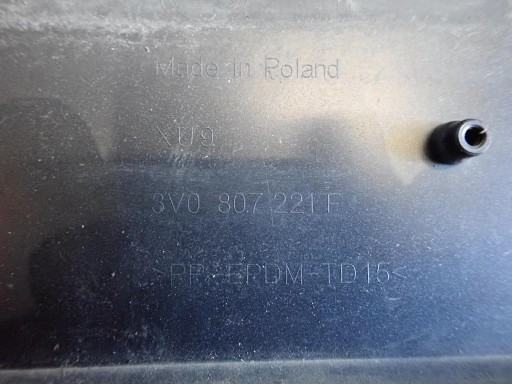 Made in Poland
XU9
3V0 807 221 F
>PP+EPDM-TD15<